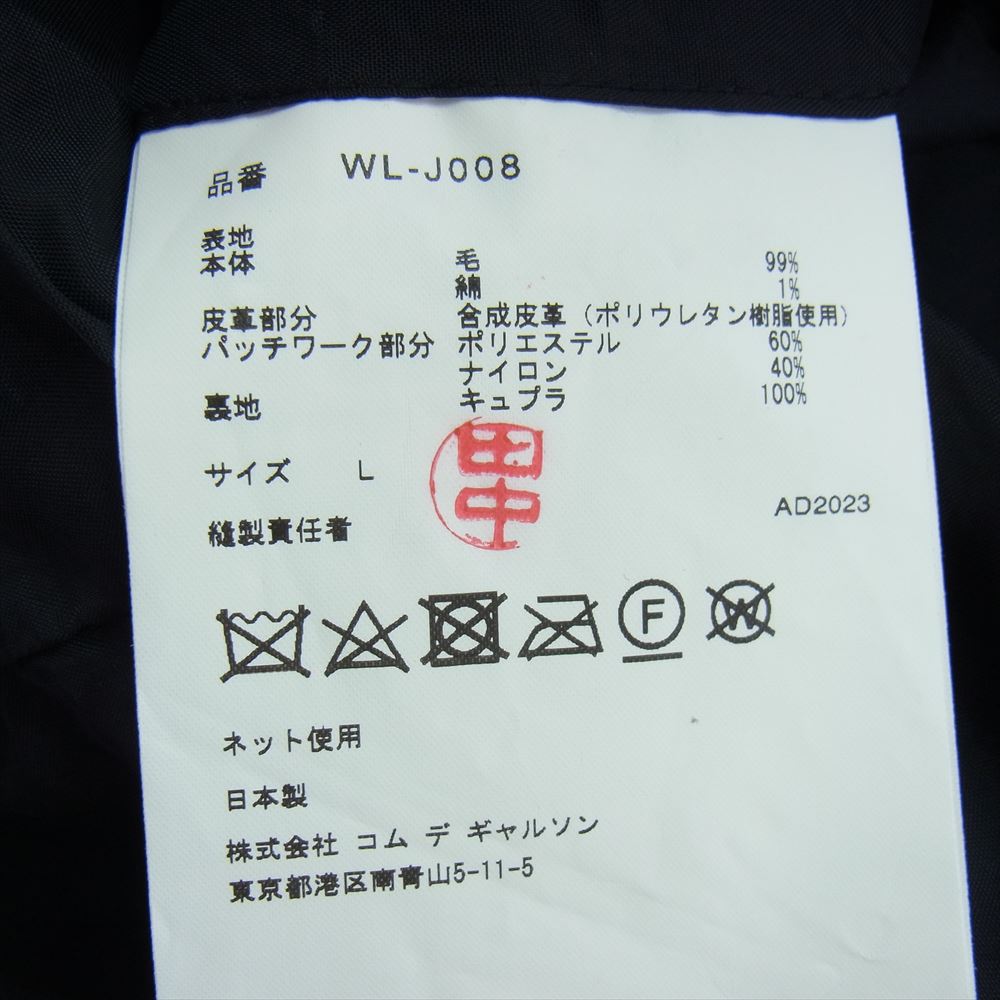 品番 WL-J008
表地
本体 毛 99%
綿 1%
皮革部分 合成皮革(ポリウレタン樹脂使用)
パッチワーク部分 ポリエステル 60%
ナイロン 40%
裏地 キュプラ 100%
サイズ L
田中
AD2023
縫製責任者
F W
ネット使用
日本製
株式会社 コム デ ギャルソン
東京都港区南青山5-11-5